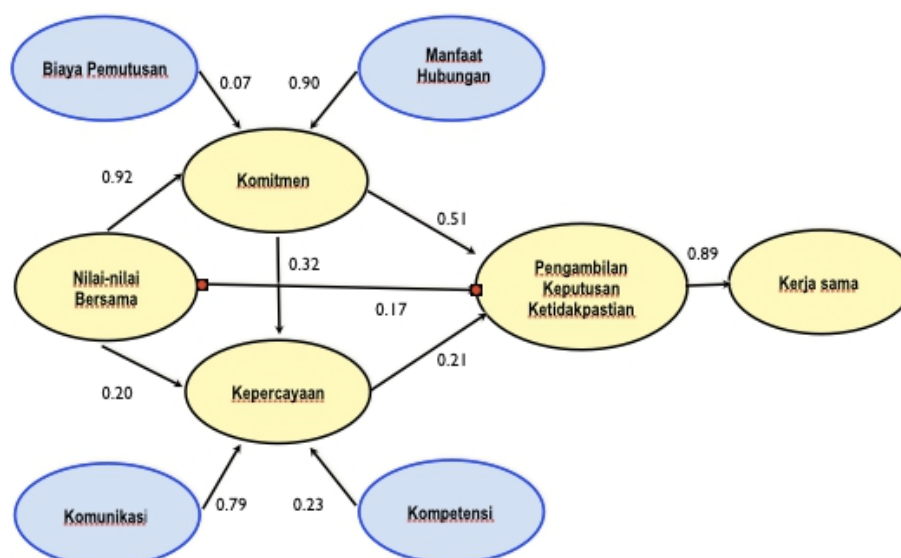 Biaya Pemutusan
Manfaat
Hubungan
0.07
0.90
Komitmen
0.92
0.51
Nilai-nilai
Bersama
0.32
0.17
Pengambilan
Keputusan
Ketidakpastian
0.89
Kerja sama
0.20
Kepercayaan
0.21
Komunikasi
0.79
0.23
Kompetensi